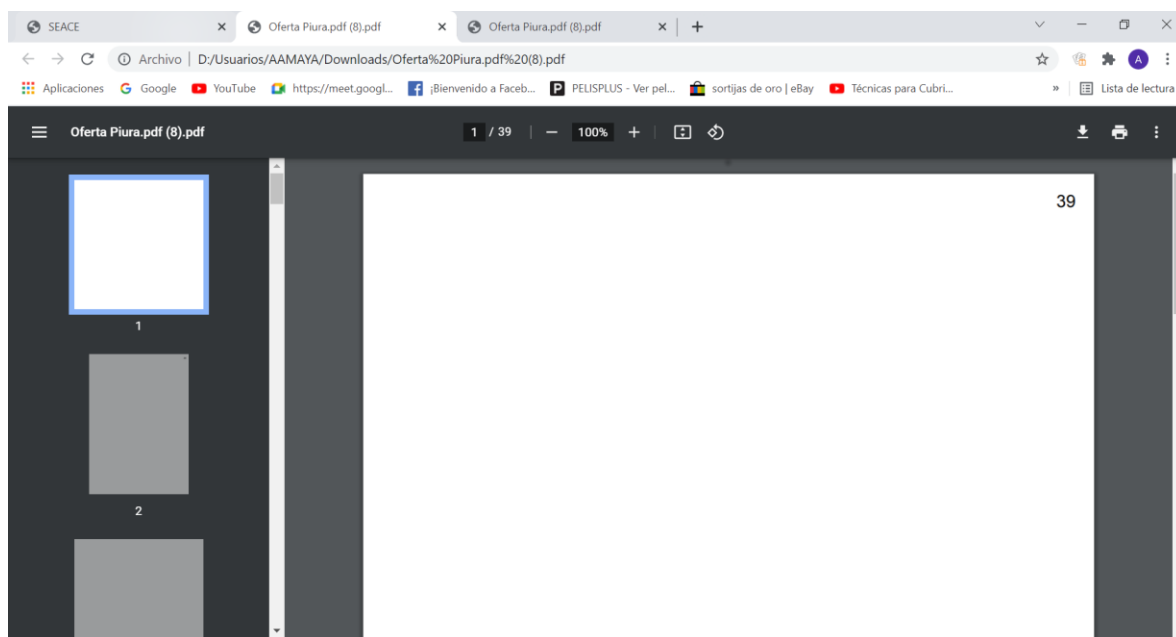 SEACE Oferta Piura.pdf (8).pdf Oferta Piura.pdf (8).pdf
Archivo | D:/Usuarios/AAMAYA/Downloads/Oferta%20Piura.pdf%20(8).pdf A
Aplicaciones Google YouTube https://meet.googl... ¡Bienvenido a Faceb... PELISPLUS - Ver pel... sortijas de oro | eBay Técnicas para Cubri... » Lista de lectura
Oferta Piura.pdf (8).pdf 1 / 39 100%
39
1
2